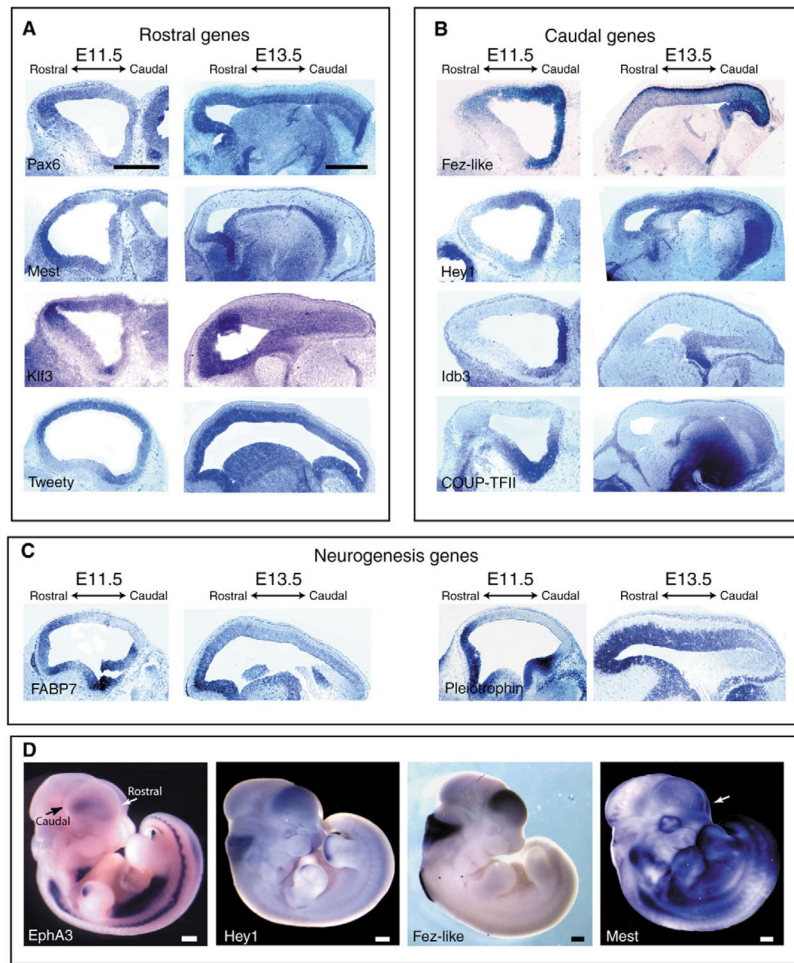 A
Rostral genes
E11.5
E13.5
Rostral Caudal
Rostral Caudal
Pax6
Mest
Klf3
Tweety
B
Caudal genes
E11.5
E13.5
Rostral Caudal
Rostral Caudal
Fez-like
Hey1
Idb3
COUP-TFII
C
Neurogenesis genes
E11.5
E13.5
E11.5
E13.5
Rostral Caudal
Rostral Caudal
Rostral Caudal
Rostral Caudal
FABP7
Pleiotrophin
D
Rostral
Caudal
EphA3
Hey1
Fez-like
Mest